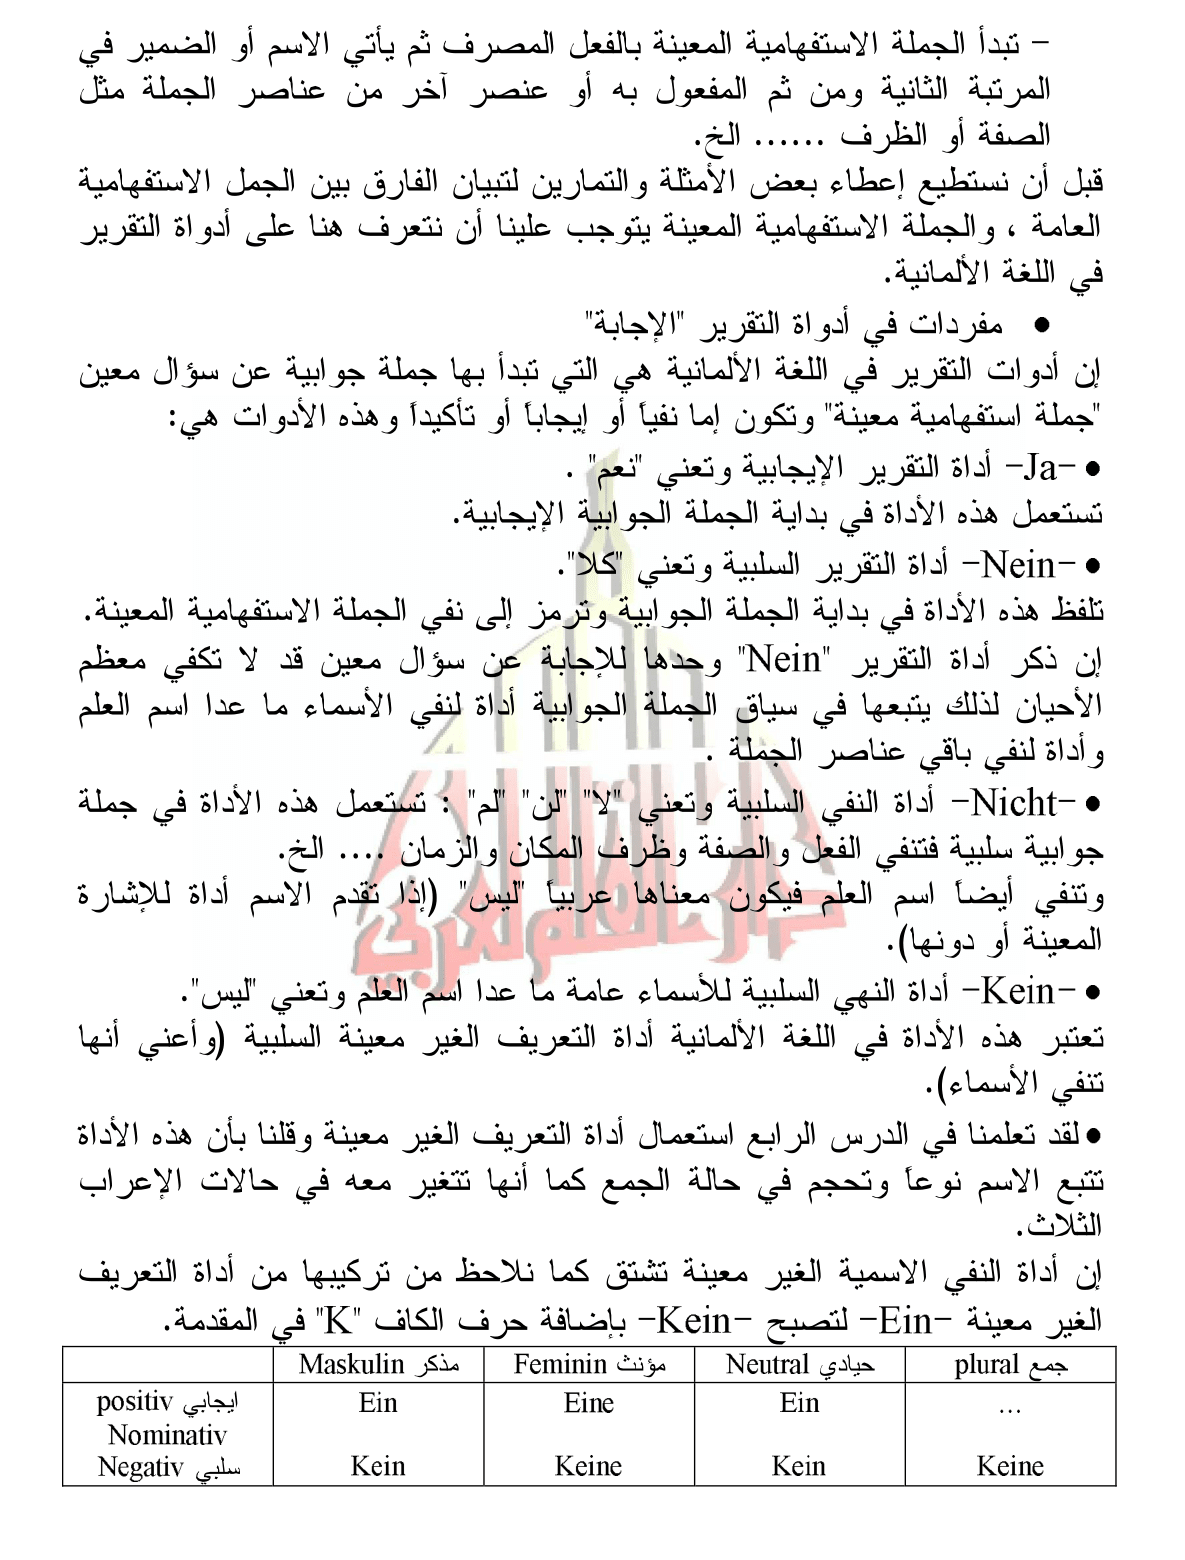 - تبدأ الجملة الاستفهامية المعينة بالفعل المصرف ثم يأتي الاسم أو الضمير في
المرتبة الثانية ومن ثم المفعول به أو عنصر آخر من عناصر الجملة مثل
الصفة أو الظرف ...... الخ.
قبل أن نستطيع إعطاء بعض الأمثلة والتمارين لتبيان الفارق بين الجمل الاستفهامية
العامة ، والجملة الاستفهامية المعينة يتوجب علينا أن نتعرف هنا على أدواة التقرير
في اللغة الألمانية.
• مفردات في أدواة التقرير "الإجابة"
إن أدوات التقرير في اللغة الألمانية هي التي تبدأ بها جملة جوابية عن سؤال معين
"جملة استفهامية معينة" وتكون إما نفياً أو إيجاباً أو تأكيداً وهذه الأدوات هي:
• -Ja- أداة التقرير الإيجابية وتعني "نعم" .
تستعمل هذه الأداة في بداية الجملة الجوابية الإيجابية.
• -Nein- أداة التقرير السلبية وتعني "كلا".
تلفظ هذه الأداة في بداية الجملة الجوابية وترمز إلى نفي الجملة الاستفهامية المعينة.
إن ذكر أداة التقرير "Nein" وحدها للإجابة عن سؤال معين قد لا تكفي معظم
الأحيان لذلك يتبعها في سياق الجملة الجوابية أداة لنفي الأسماء ما عدا اسم العلم
وأداة لنفي باقي عناصر الجملة .
• -Nicht- أداة النفي السلبية وتعني "لا" "لن" "لم" : تستعمل هذه الأداة في جملة
جوابية سلبية فتنفي الفعل والصفة وظرف المكان والزمان .... الخ.
وتنفي أيضاً اسم العلم فيكون معناها عربياً "ليس" (إذا تقدم الاسم أداة للإشارة
المعينة أو دونها).
• -Kein- أداة النهي السلبية للأسماء عامة ما عدا اسم العلم وتعني "ليس".
تعتبر هذه الأداة في اللغة الألمانية أداة التعريف الغير معينة السلبية (وأعني أنها
تنفي الأسماء).
• لقد تعلمنا في الدرس الرابع استعمال أداة التعريف الغير معينة وقلنا بأن هذه الأداة
تتبع الاسم نوعاً وتحجم في حالة الجمع كما أنها تتغير معه في حالات الإعراب
الثلاث.
إن أداة النفي الاسمية الغير معينة تشتق كما نلاحظ من تركيبها من أداة التعريف
الغير معينة -Ein- لتصبح -Kein- بإضافة حرف الكاف "K" في المقدمة.
Maskulin مذكر Feminin مؤنث Neutral حيادي plural جمع
positiv ايجابي Ein Eine Ein ...
Nominativ
Negativ سلبي Kein Keine Kein Keine
دار القلم العربي